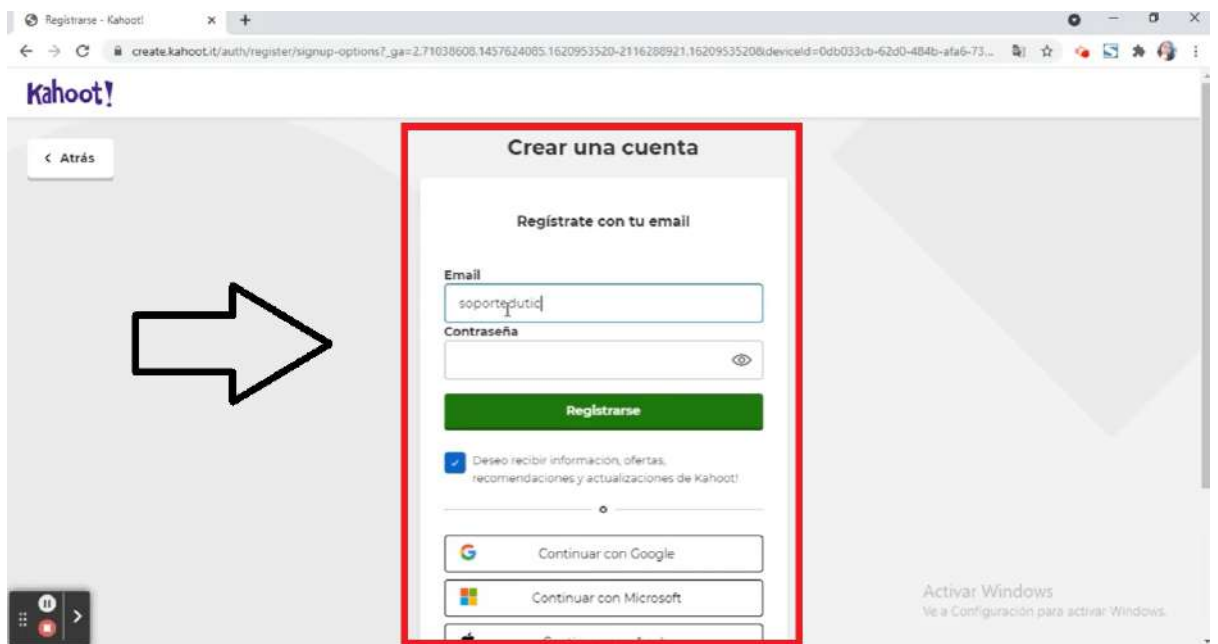 Registrarse - Kahoot!
create.kahoot.it/auth/register/signup-options?_ga=2.71038608.1457624085.1620953520-2116288921.1620953520&deviceId=0db033cb-62d0-484b-afa6-73...
Kahoot!
Atrás
Crear una cuenta
Regístrate con tu email
Email
soportedutic
Contraseña
Registrarse
Deseo recibir información, ofertas,
recomendaciones y actualizaciones de Kahoot!
o
Continuar con Google
Continuar con Microsoft
Activar Windows
Ve a Configuración para activar Windows.